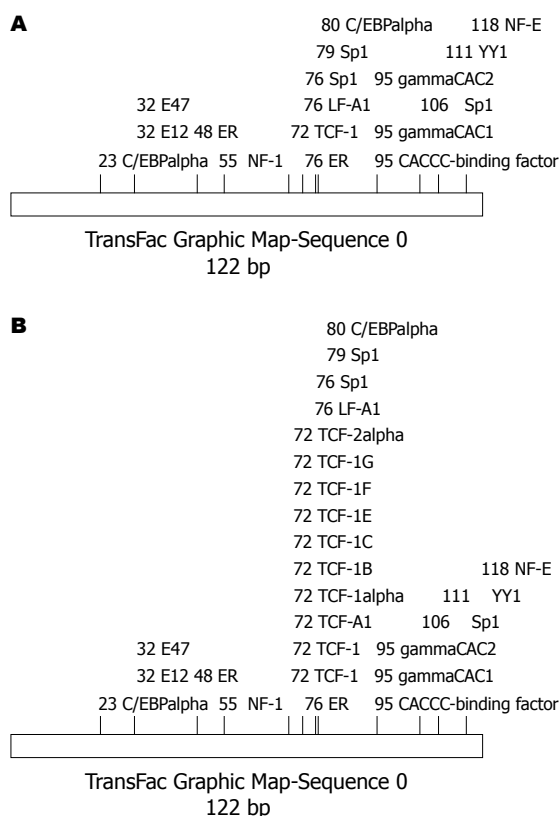 A
80 C/EBPalpha 118 NF-E
79 Sp1 111 YY1
76 Sp1 95 gammaCAC2
32 E47 76 LF-A1 106 Sp1
32 E12 48 ER 72 TCF-1 95 gammaCAC1
23 C/EBPalpha 55 NF-1 76 ER 95 CACCC-binding factor
TransFac Graphic Map-Sequence 0
122 bp
B
80 C/EBPalpha
79 Sp1
76 Sp1
76 LF-A1
72 TCF-2alpha
72 TCF-1G
72 TCF-1F
72 TCF-1E
72 TCF-1C
72 TCF-1B 118 NF-E
72 TCF-1alpha 111 YY1
72 TCF-A1 106 Sp1
32 E47 72 TCF-1 95 gammaCAC2
32 E12 48 ER 72 TCF-1 95 gammaCAC1
23 C/EBPalpha 55 NF-1 76 ER 95 CACCC-binding factor
TransFac Graphic Map-Sequence 0
122 bp